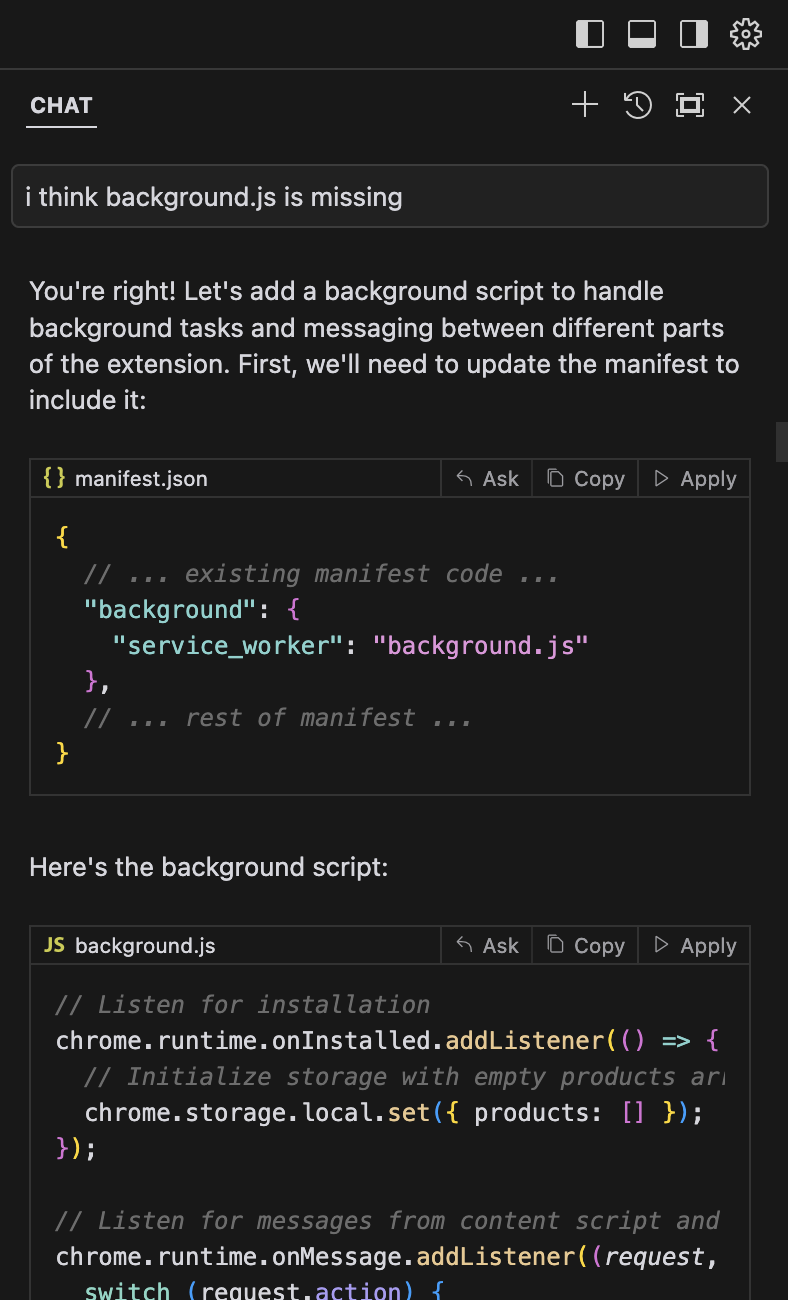 CHAT
i think background.js is missing
You're right! Let's add a background script to handle
background tasks and messaging between different parts
of the extension. First, we'll need to update the manifest to
include it:
{} manifest.json Ask Copy Apply
{
// ... existing manifest code ...
"background": {
"service_worker": "background.js"
},
// ... rest of manifest ...
}
Here's the background script:
JS background.js Ask Copy Apply
// Listen for installation
chrome.runtime.onInstalled.addListener(() => {
// Initialize storage with empty products
chrome.storage.local.set({ products: [] });
});
// Listen for messages from content script and
chrome.runtime.onMessage.addListener((request,
switch (request.action) {